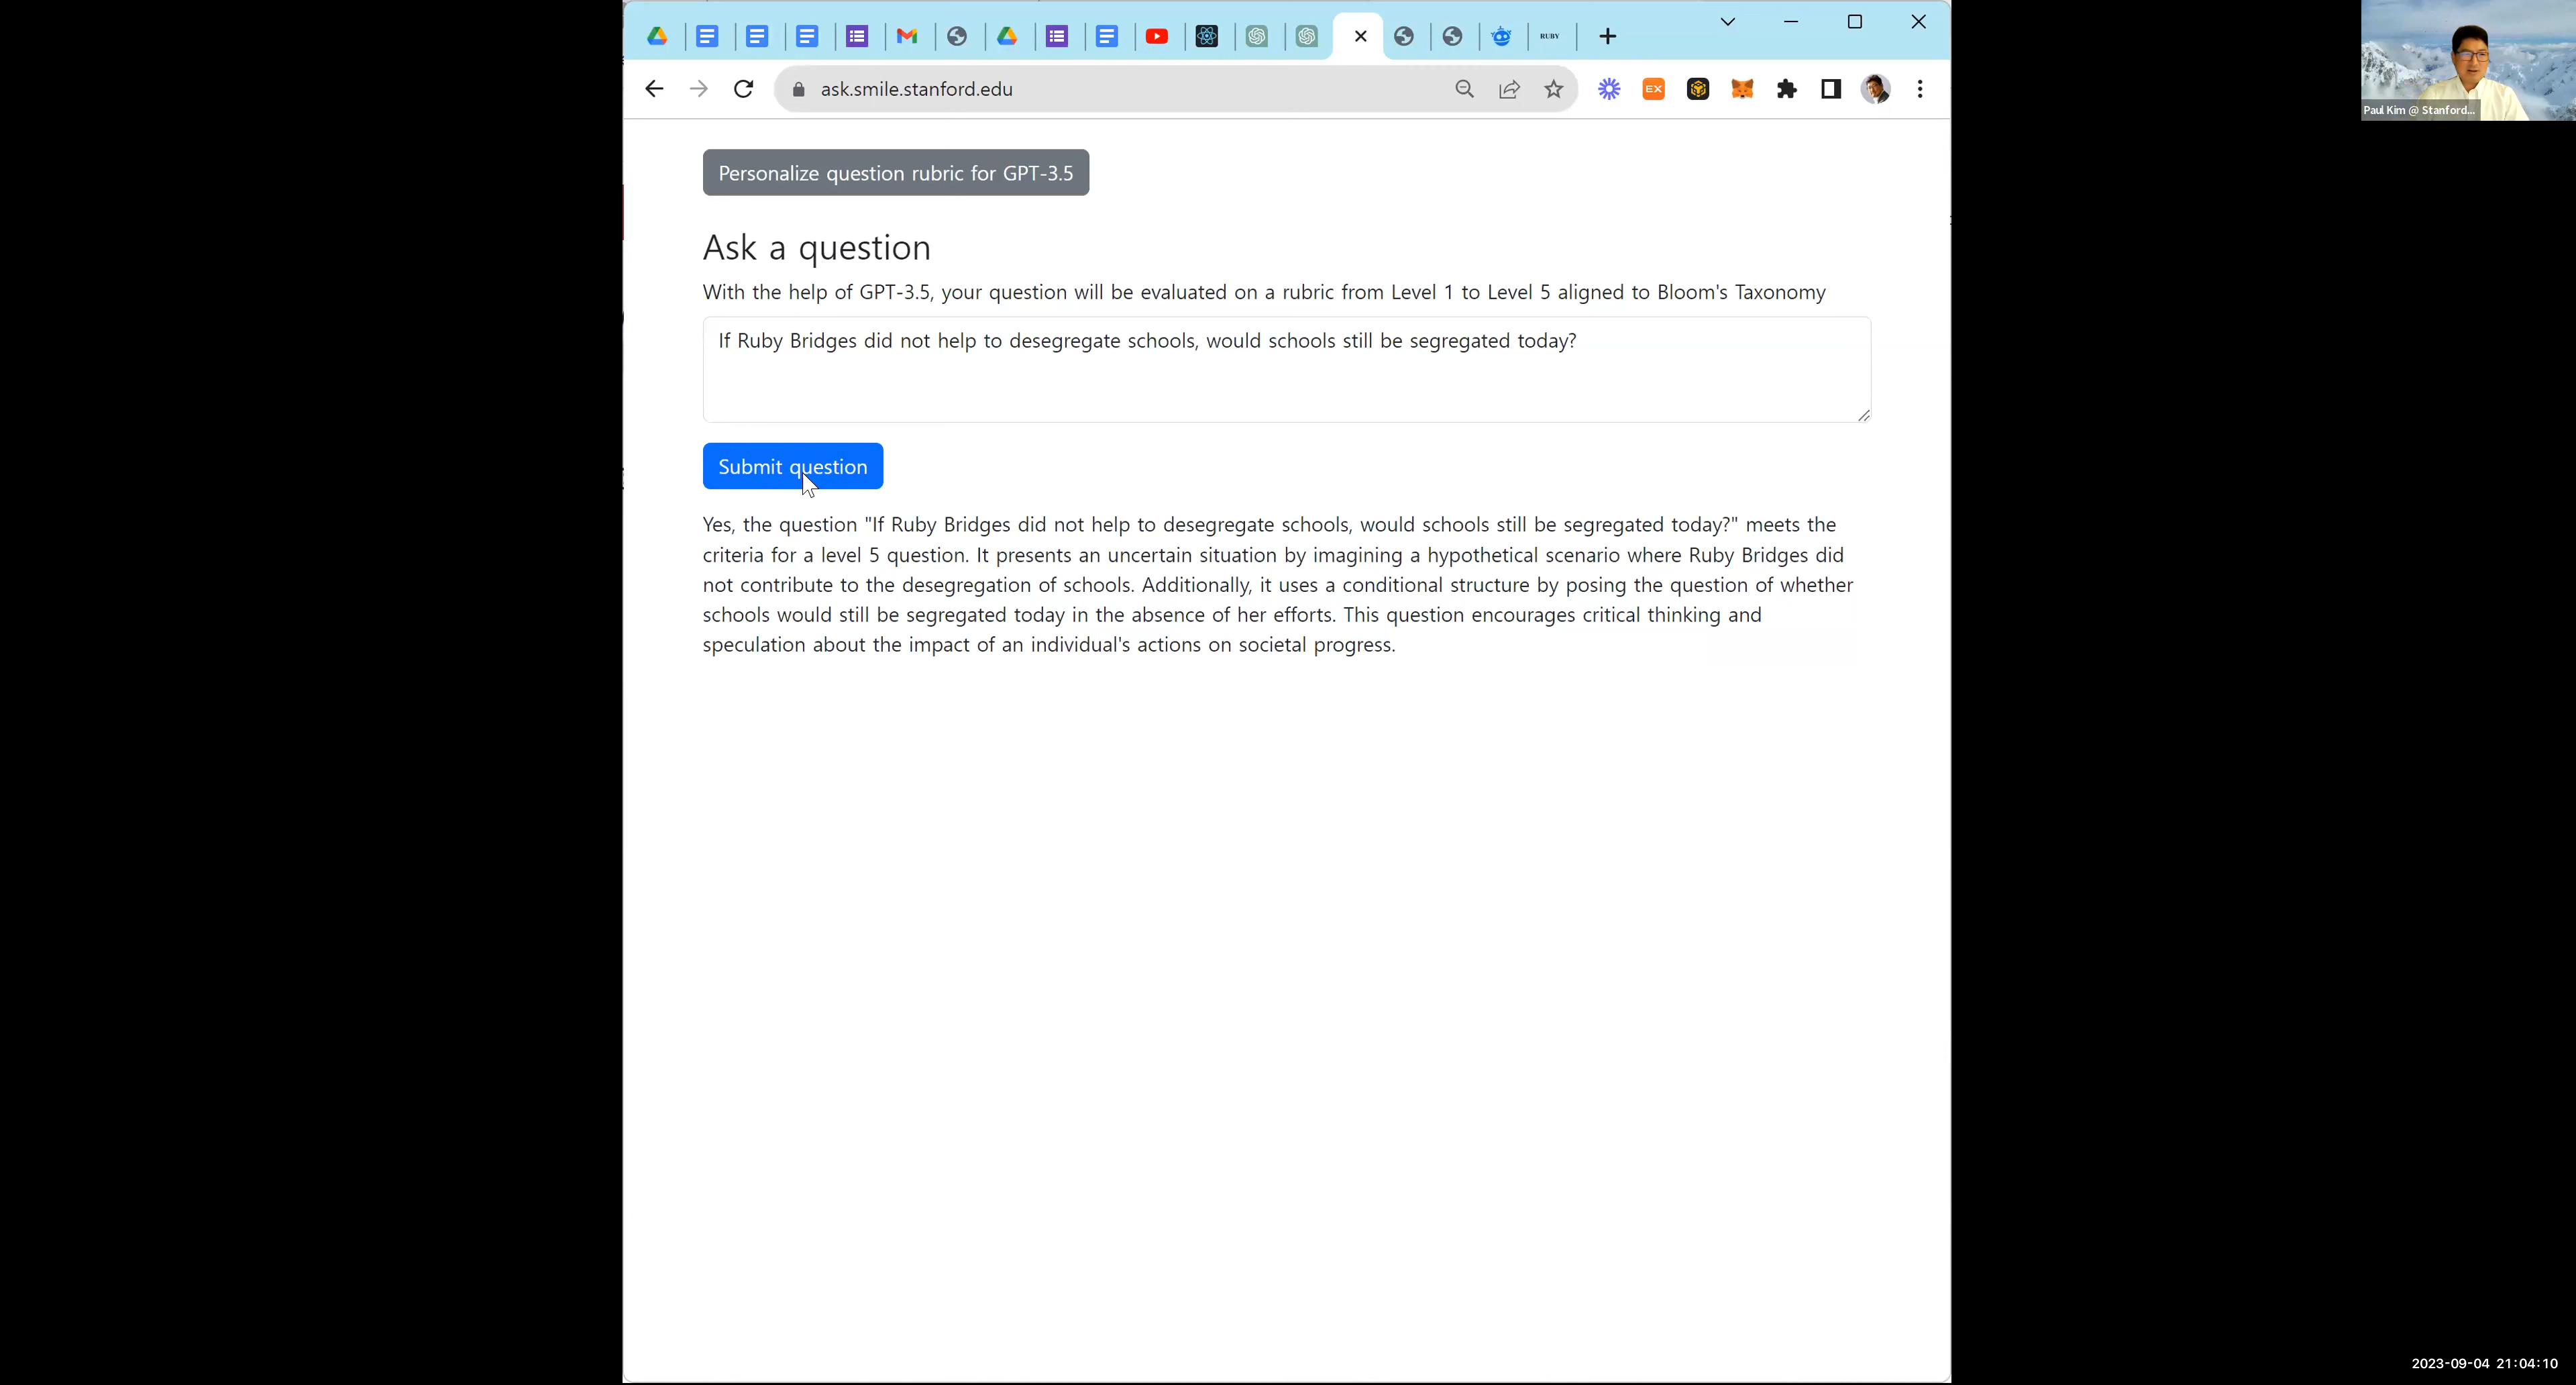 RUBY
ask.smile.stanford.edu
EX
Paul Kim @ Stanford...
Personalize question rubric for GPT-3.5
Ask a question
With the help of GPT-3.5, your question will be evaluated on a rubric from Level 1 to Level 5 aligned to Bloom's Taxonomy
If Ruby Bridges did not help to desegregate schools, would schools still be segregated today?
Submit question
Yes, the question "If Ruby Bridges did not help to desegregate schools, would schools still be segregated today?" meets the
criteria for a level 5 question. It presents an uncertain situation by imagining a hypothetical scenario where Ruby Bridges did
not contribute to the desegregation of schools. Additionally, it uses a conditional structure by posing the question of whether
schools would still be segregated today in the absence of her efforts. This question encourages critical thinking and
speculation about the impact of an individual's actions on societal progress.
2023-09-04 21:04:10